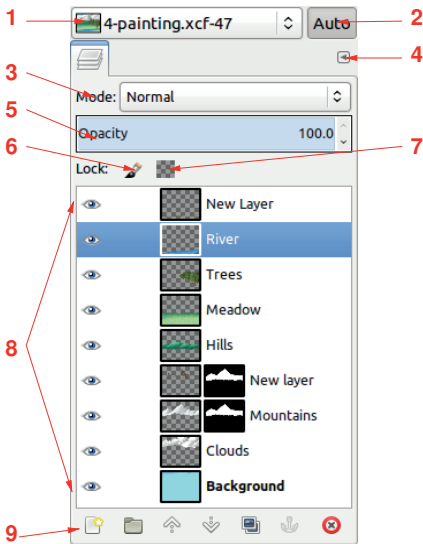 1 4-painting.xcf-47 Auto 2
4
3 Mode: Normal
5 Opacity 100.0
6 Lock: 7
New Layer
River
Trees
Meadow
8 Hills
New layer
Mountains
Clouds
Background
9